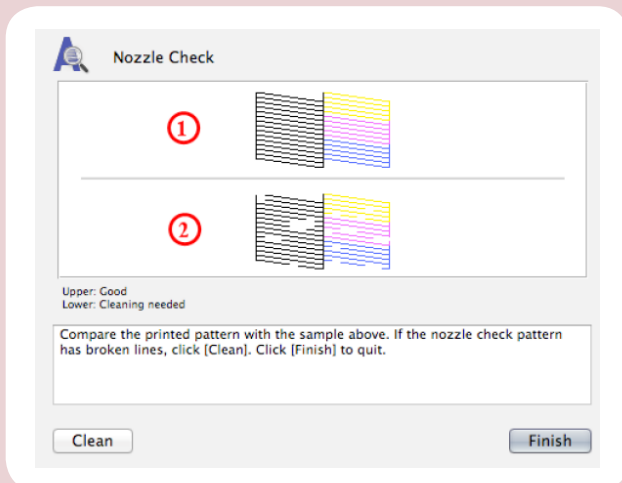 Nozzle Check
1
2
Upper: Good
Lower: Cleaning needed
Compare the printed pattern with the sample above. If the nozzle check pattern
has broken lines, click [Clean]. Click [Finish] to quit.
Clean
Finish